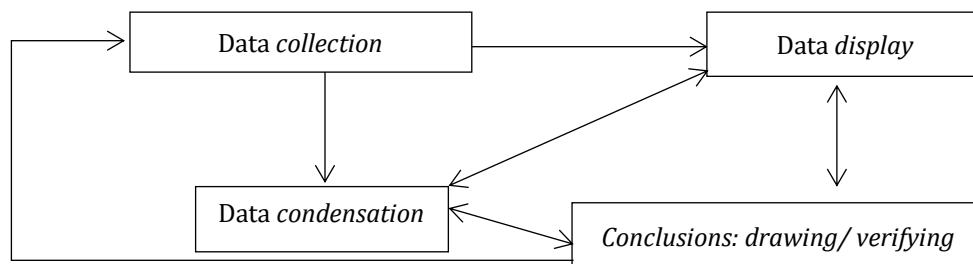 Data collection
Data display
Data condensation
Conclusions: drawing/ verifying